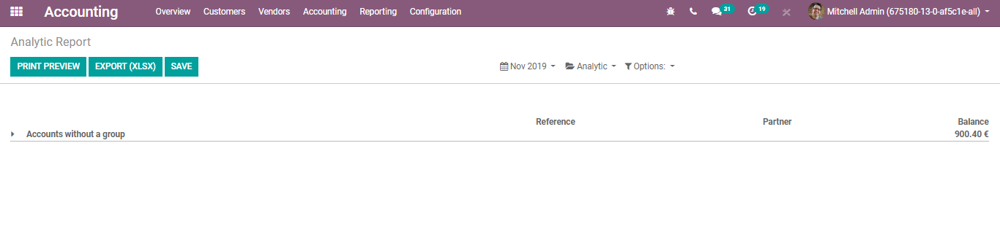 Accounting Overview Customers Vendors Accounting Reporting Configuration 31 19 Mitchell Admin (675180-13-0-af5c1e-all)
Analytic Report
PRINT PREVIEW EXPORT (XLSX) SAVE Nov 2019 Analytic Options:
Reference Partner Balance
Accounts without a group 900.40 €